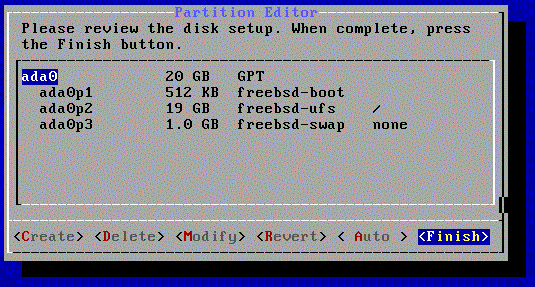 Partition Editor
Please review the disk setup. When complete, press
the Finish button.
ada0 20 GB GPT
ada0p1 512 KB freebsd-boot
ada0p2 19 GB freebsd-ufs /
ada0p3 1.0 GB freebsd-swap none
<Create> <Delete> <Modify> <Revert> < Auto > <Finish>